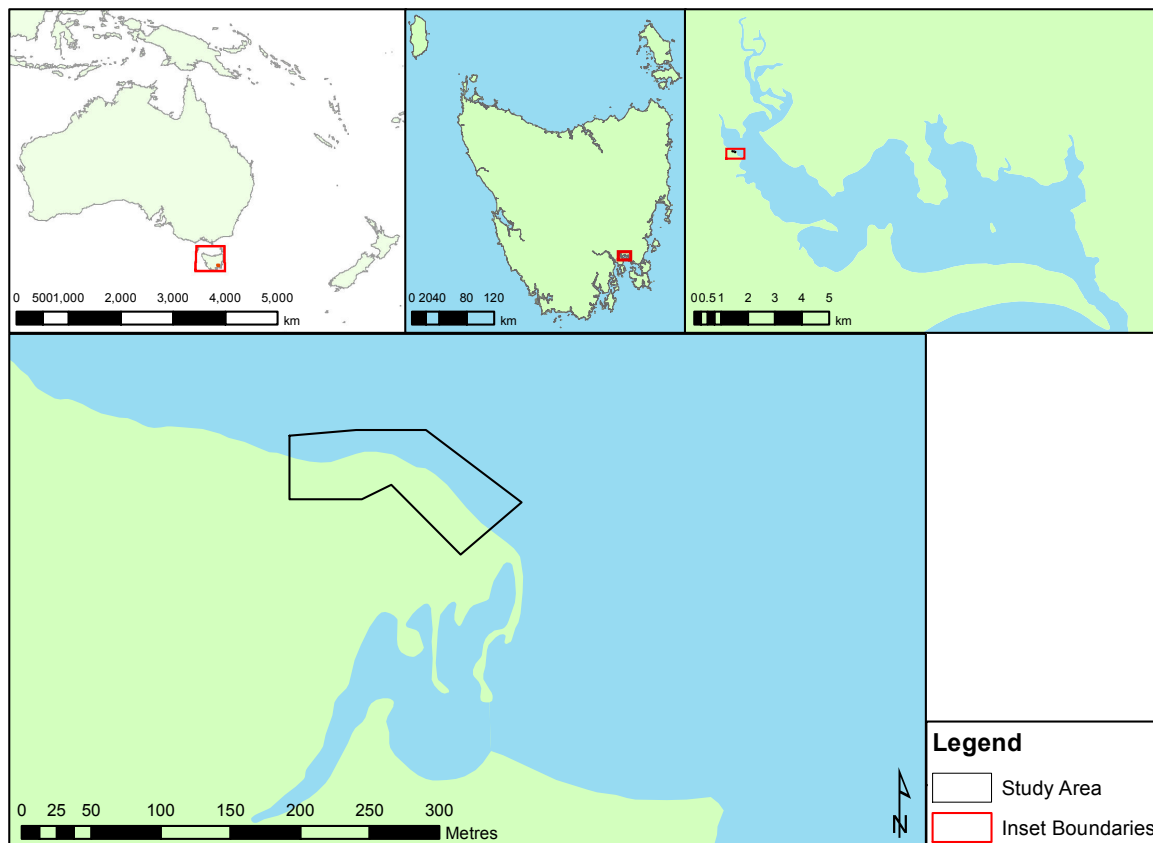 0 5001,000 2,000 3,000 4,000 5,000
km
0 2040 80 120
km
00.51 2 3 4 5
km
0 25 50 100 150 200 250 300
Metres
N
Legend
Study Area
Inset Boundaries